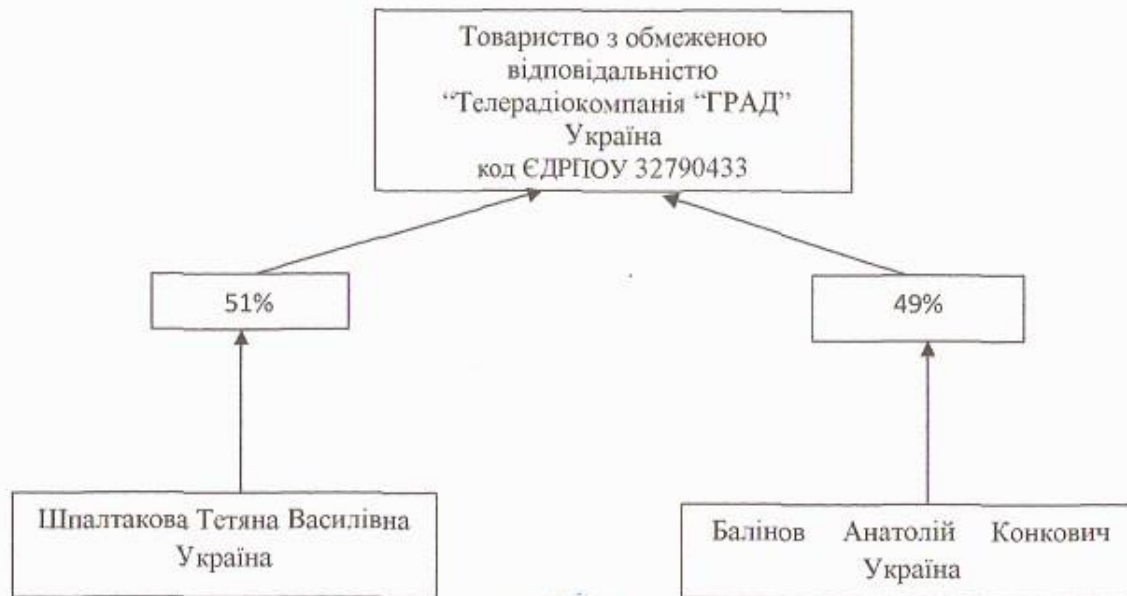 Товариство з обмеженою
відповідальністю
“Телерадіокомпанія “ГРАД”
Україна
код ЄДРПОУ 32790433
51%
49%
Шпалтакова Тетяна Василівна
Україна
Балінов Анатолій Конкович
Україна